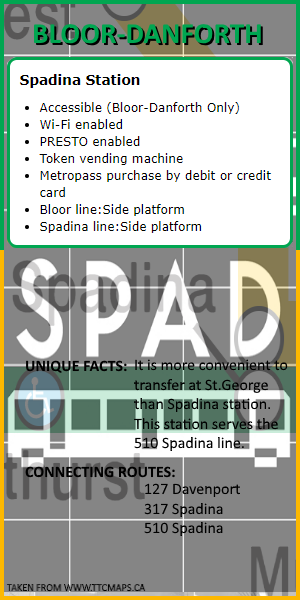 est
BLOOR-DANFORTH
Spadina Station
Accessible (Bloor-Danforth Only)
Wi-Fi enabled
PRESTO enabled
Token vending machine
Metropass purchase by debit or credit
card
Bloor line:Side platform
Spadina line:Side platform
Spadina
SPAD
UNIQUE FACTS: It is more convenient to
transfer at St.George
than Spadina station.
This station serves the
510 Spadina line.
thurst
CONNECTING ROUTES:
127 Davenport
317 Spadina
510 Spadina
M
TAKEN FROM WWW.TTCMAPS.CA